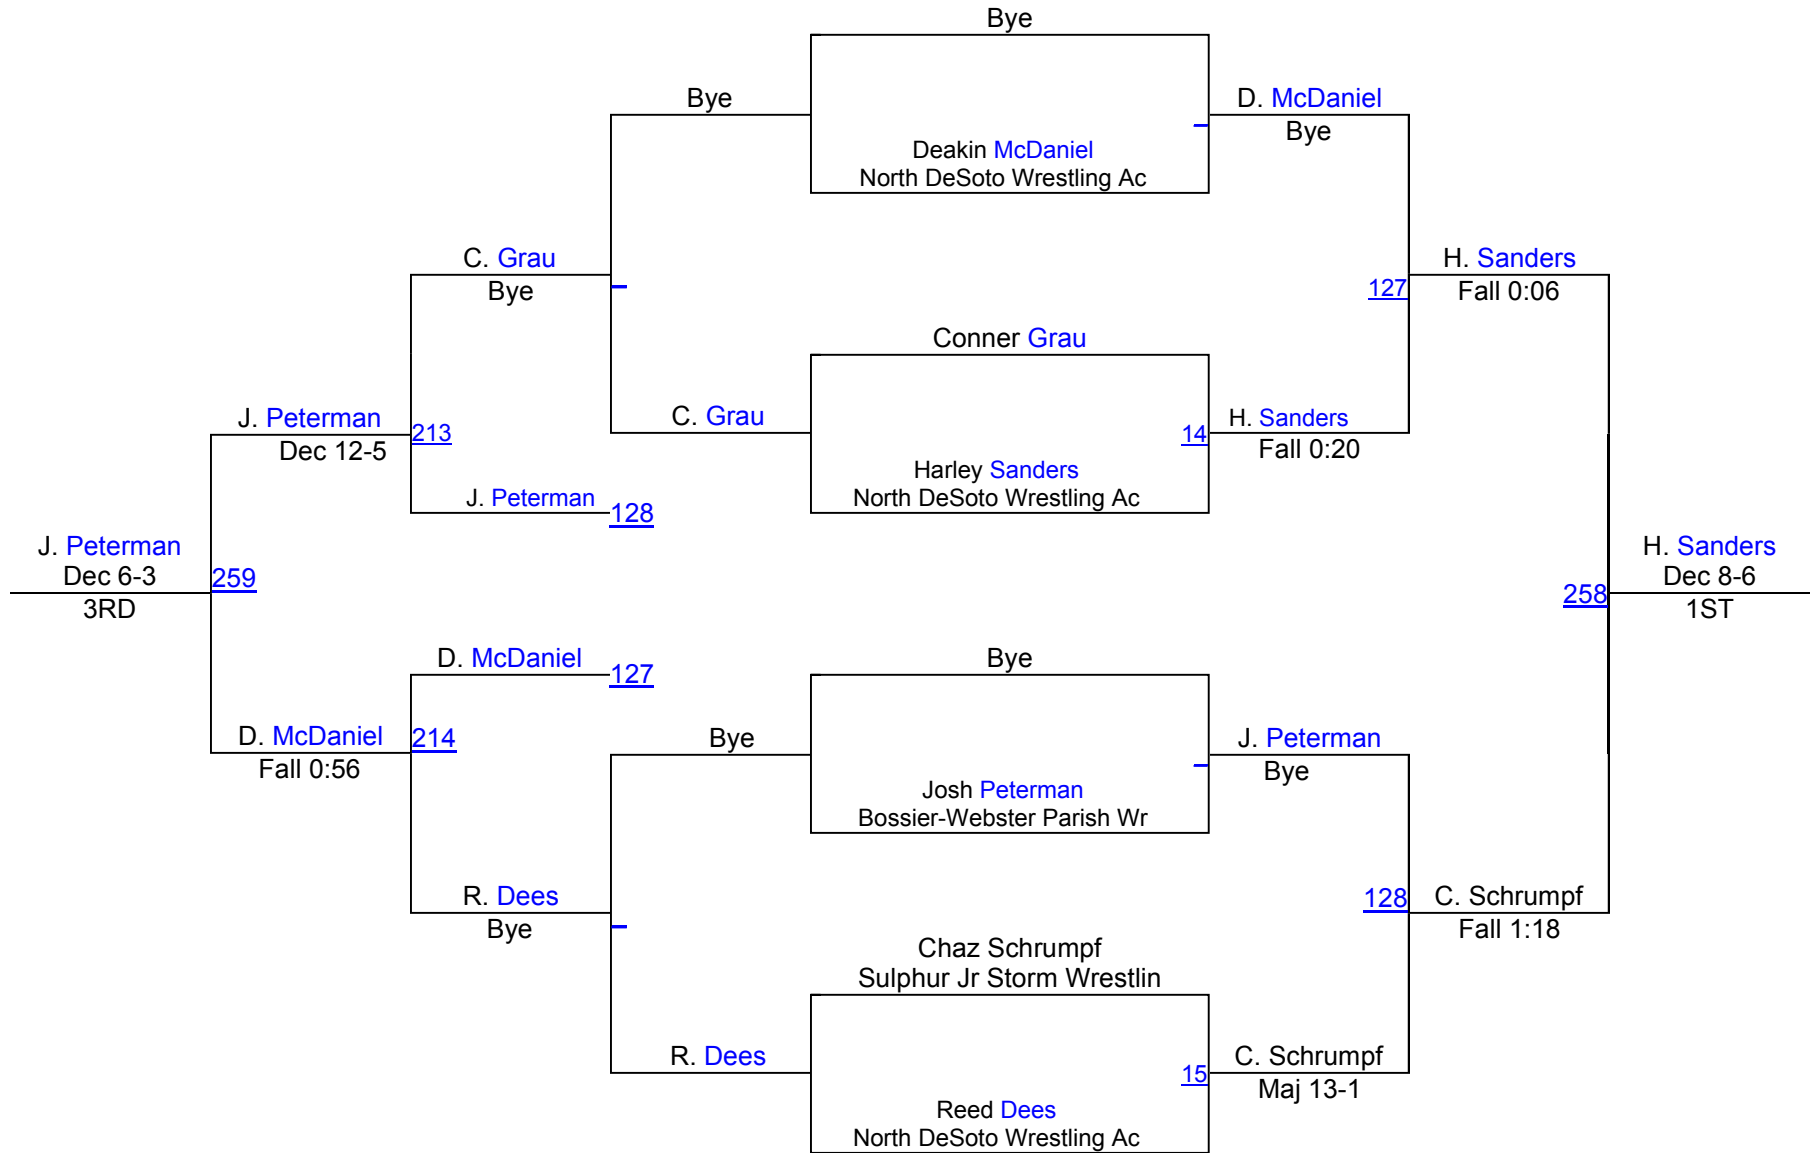 Bye
Bye
D. McDaniel
Bye
Deakin McDaniel
North DeSoto Wrestling Ac
C. Grau
Bye
H. Sanders
127
Fall 0:06
Conner Grau
J. Peterman
213
Dec 12-5
C. Grau
14
H. Sanders
Fall 0:20
Harley Sanders
North DeSoto Wrestling Ac
J. Peterman
128
J. Peterman
Dec 6-3
259
3RD
H. Sanders
Dec 8-6
258
1ST
D. McDaniel
127
Bye
D. McDaniel
214
Fall 0:56
Bye
J. Peterman
Bye
Josh Peterman
Bossier-Webster Parish Wr
R. Dees
Bye
128
C. Schrumpf
Fall 1:18
Chaz Schrumpf
Sulphur Jr Storm Wrestlin
R. Dees
15
C. Schrumpf
Maj 13-1
Reed Dees
North DeSoto Wrestling Ac